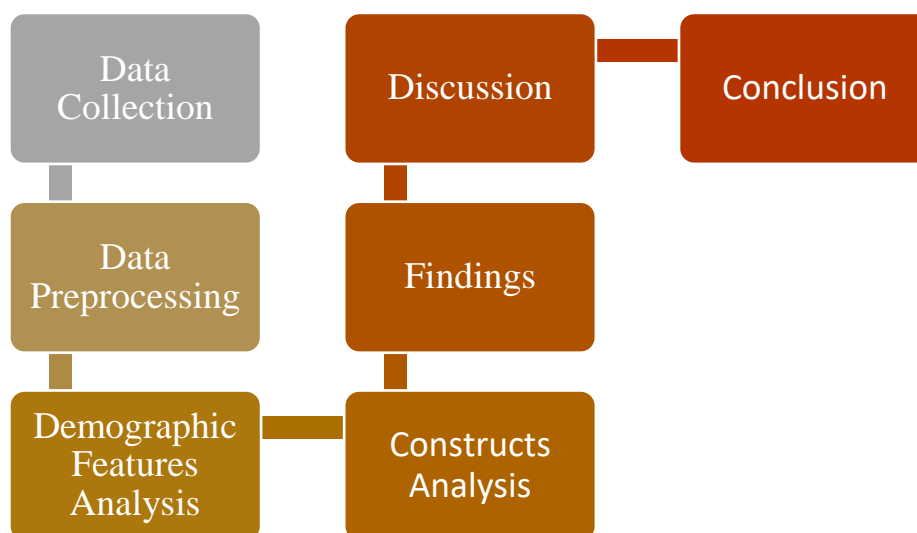 Data
Collection
Data
Preprocessing
Demographic
Features
Analysis
Constructs
Analysis
Findings
Discussion
Conclusion